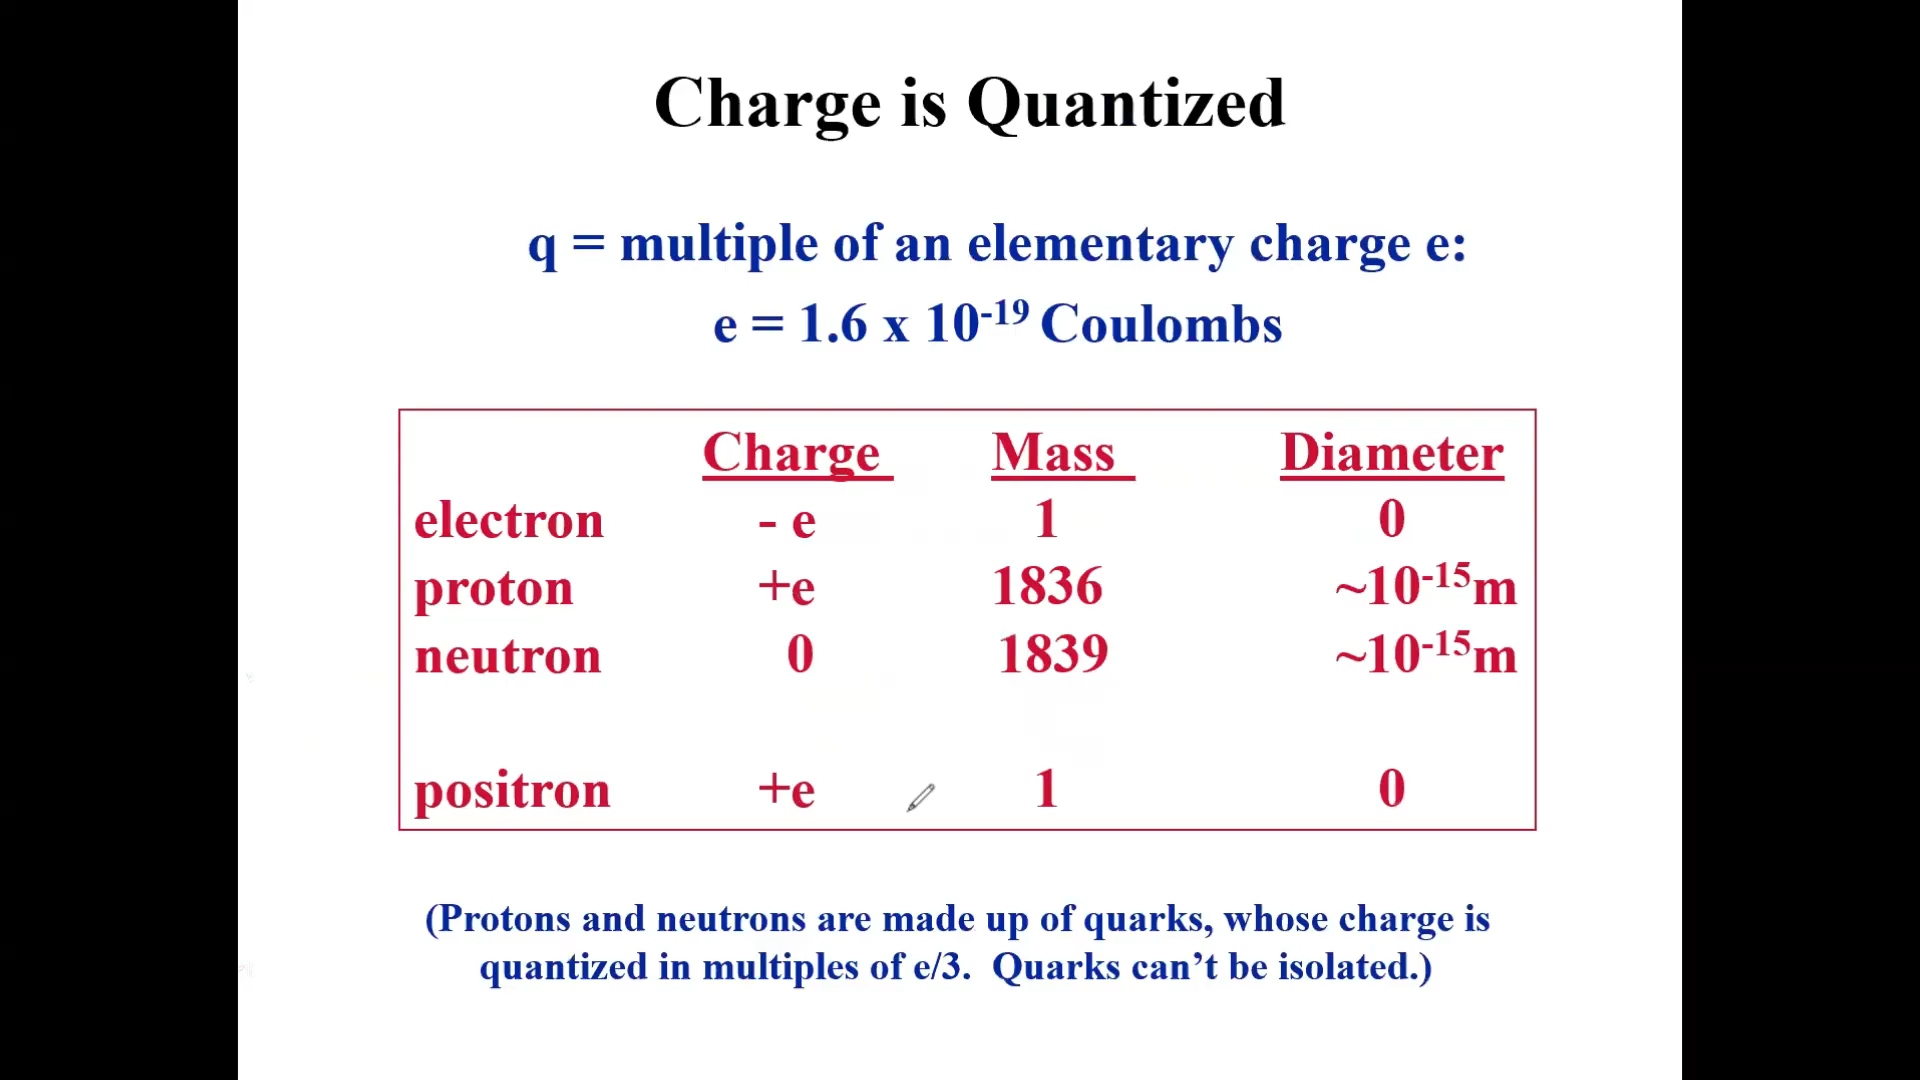 Charge is Quantized
q = multiple of an elementary charge e:
e = 1.6 x 10⁻¹⁹ Coulombs
Charge Mass Diameter
electron - e 1 0
proton +e 1836 ~10⁻¹⁵m
neutron 0 1839 ~10⁻¹⁵m
positron +e 1 0
(Protons and neutrons are made up of quarks, whose charge is
quantized in multiples of e/3. Quarks can’t be isolated.)